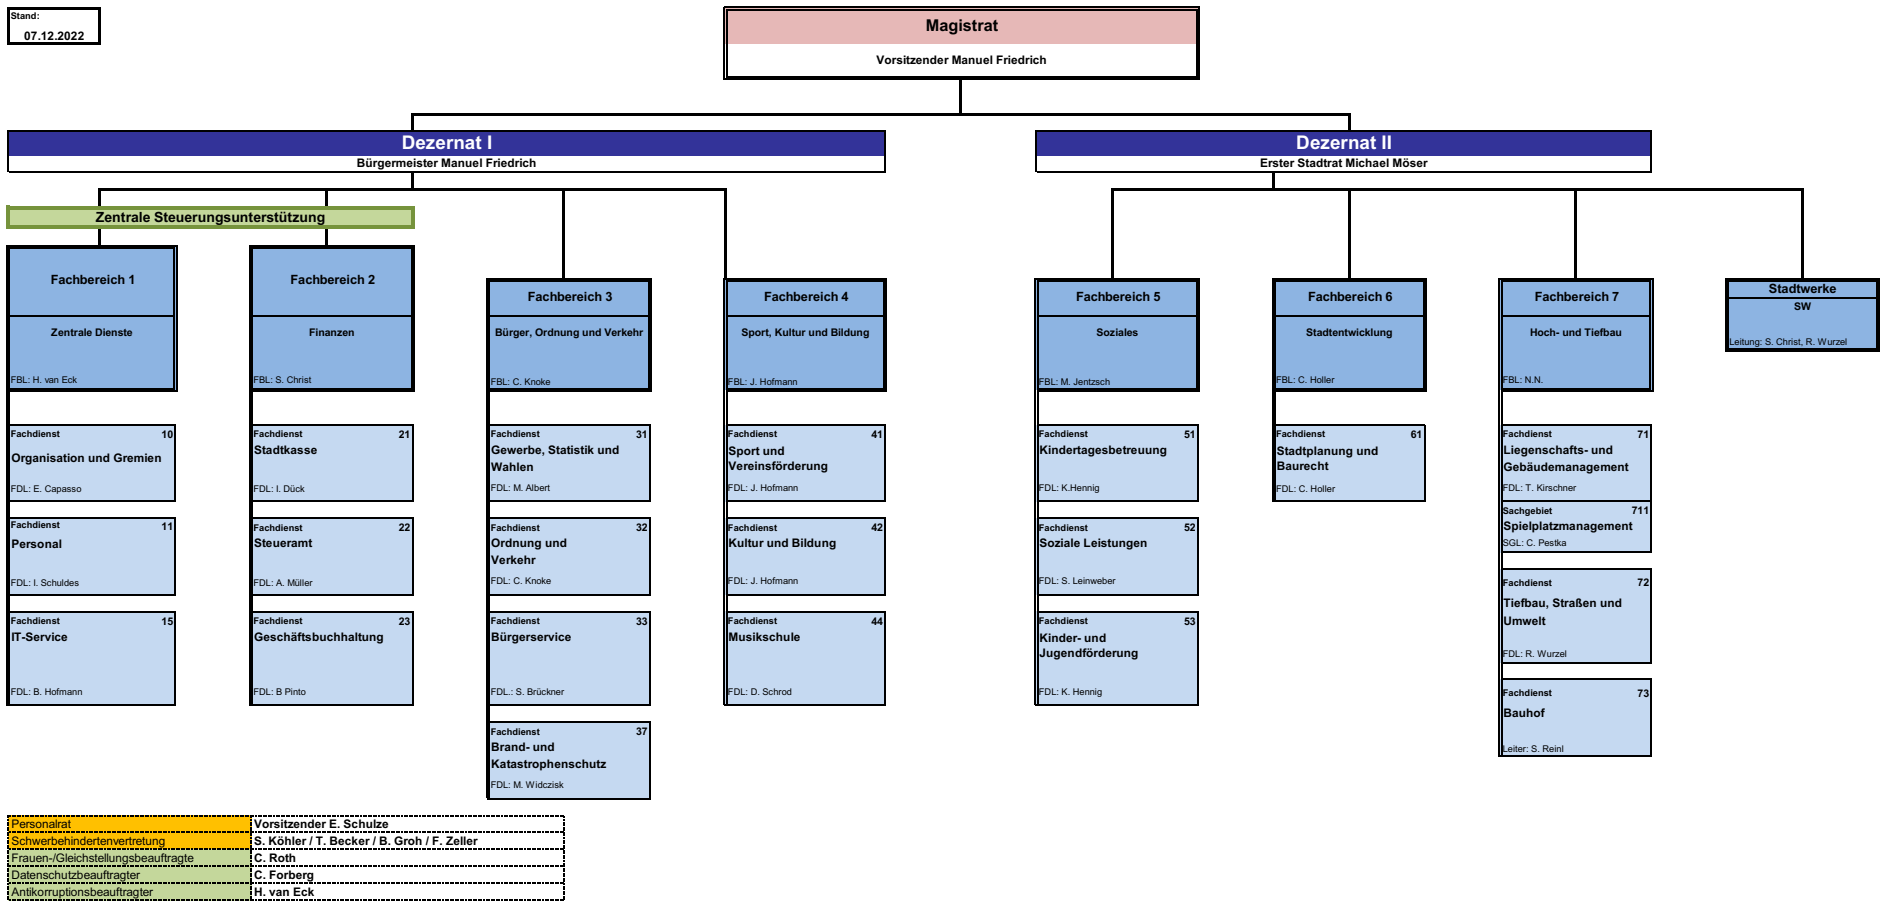 Stand:
07.12.2022
Magistrat
Vorsitzender Manuel Friedrich
Dezernat I
Bürgermeister Manuel Friedrich
Dezernat II
Erster Stadtrat Michael Möser
Zentrale Steuerungsunterstützung
Fachbereich 1
Zentrale Dienste
FBL: H. van Eck
Fachbereich 2
Finanzen
FBL: S. Christ
Fachbereich 3
Bürger, Ordnung und Verkehr
FBL: C. Knoke
Fachbereich 4
Sport, Kultur und Bildung
FBL: J. Hofmann
Fachbereich 5
Soziales
FBL: M. Jentzsch
Fachbereich 6
Stadtentwicklung
FBL: C. Holler
Fachbereich 7
Hoch- und Tiefbau
FBL: N.N.
Stadtwerke
SW
Leitung: S. Christ, R. Wurzel
Fachdienst 10
Organisation und Gremien
FDL: E. Capasso
Fachdienst 11
Personal
FDL: I. Schuldes
Fachdienst 15
IT-Service
FDL: B. Hofmann
Fachdienst 21
Stadtkasse
FDL: I. Dück
Fachdienst 22
Steueramt
FDL: A. Müller
Fachdienst 23
Geschäftsbuchhaltung
FDL: B Pinto
Fachdienst 31
Gewerbe, Statistik und
Wahlen
FDL: M. Albert
Fachdienst 32
Ordnung und
Verkehr
FDL: C. Knoke
Fachdienst 33
Bürgerservice
FDL.: S. Brückner
Fachdienst 37
Brand- und
Katastrophenschutz
FDL: M. Widczisk
Fachdienst 41
Sport und
Vereinsförderung
FDL: J. Hofmann
Fachdienst 42
Kultur und Bildung
FDL: J. Hofmann
Fachdienst 44
Musikschule
FDL: D. Schrod
Fachdienst 51
Kindertagesbetreuung
FDL: K.Hennig
Fachdienst 52
Soziale Leistungen
FDL: S. Leinweber
Fachdienst 53
Kinder- und
Jugendförderung
FDL: K. Hennig
Fachdienst 61
Stadtplanung und
Baurecht
FDL: C. Holler
Fachdienst 71
Liegenschafts- und
Gebäudemanagement
FDL: T. Kirschner
Sachgebiet 711
Spielplatzmanagement
SGL: C. Pestka
Fachdienst 72
Tiefbau, Straßen und
Umwelt
FDL: R. Wurzel
Fachdienst 73
Bauhof
Leiter: S. Reinl
Personalrat Vorsitzender E. Schulze
Schwerbehindertenvertretung S. Köhler / T. Becker / B. Groh / F. Zeller
Frauen-/Gleichstellungsbeauftragte C. Roth
Datenschutzbeauftragter C. Forberg
Antikorruptionsbeauftragter H. van Eck